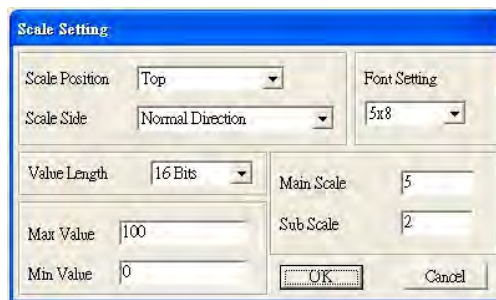 Scale Setting
Scale Position Top
Scale Side Normal Direction
Font Setting
5x8
Value Length 16 Bits
Max Value 100
Min Value 0
Main Scale 5
Sub Scale 2
OK Cancel